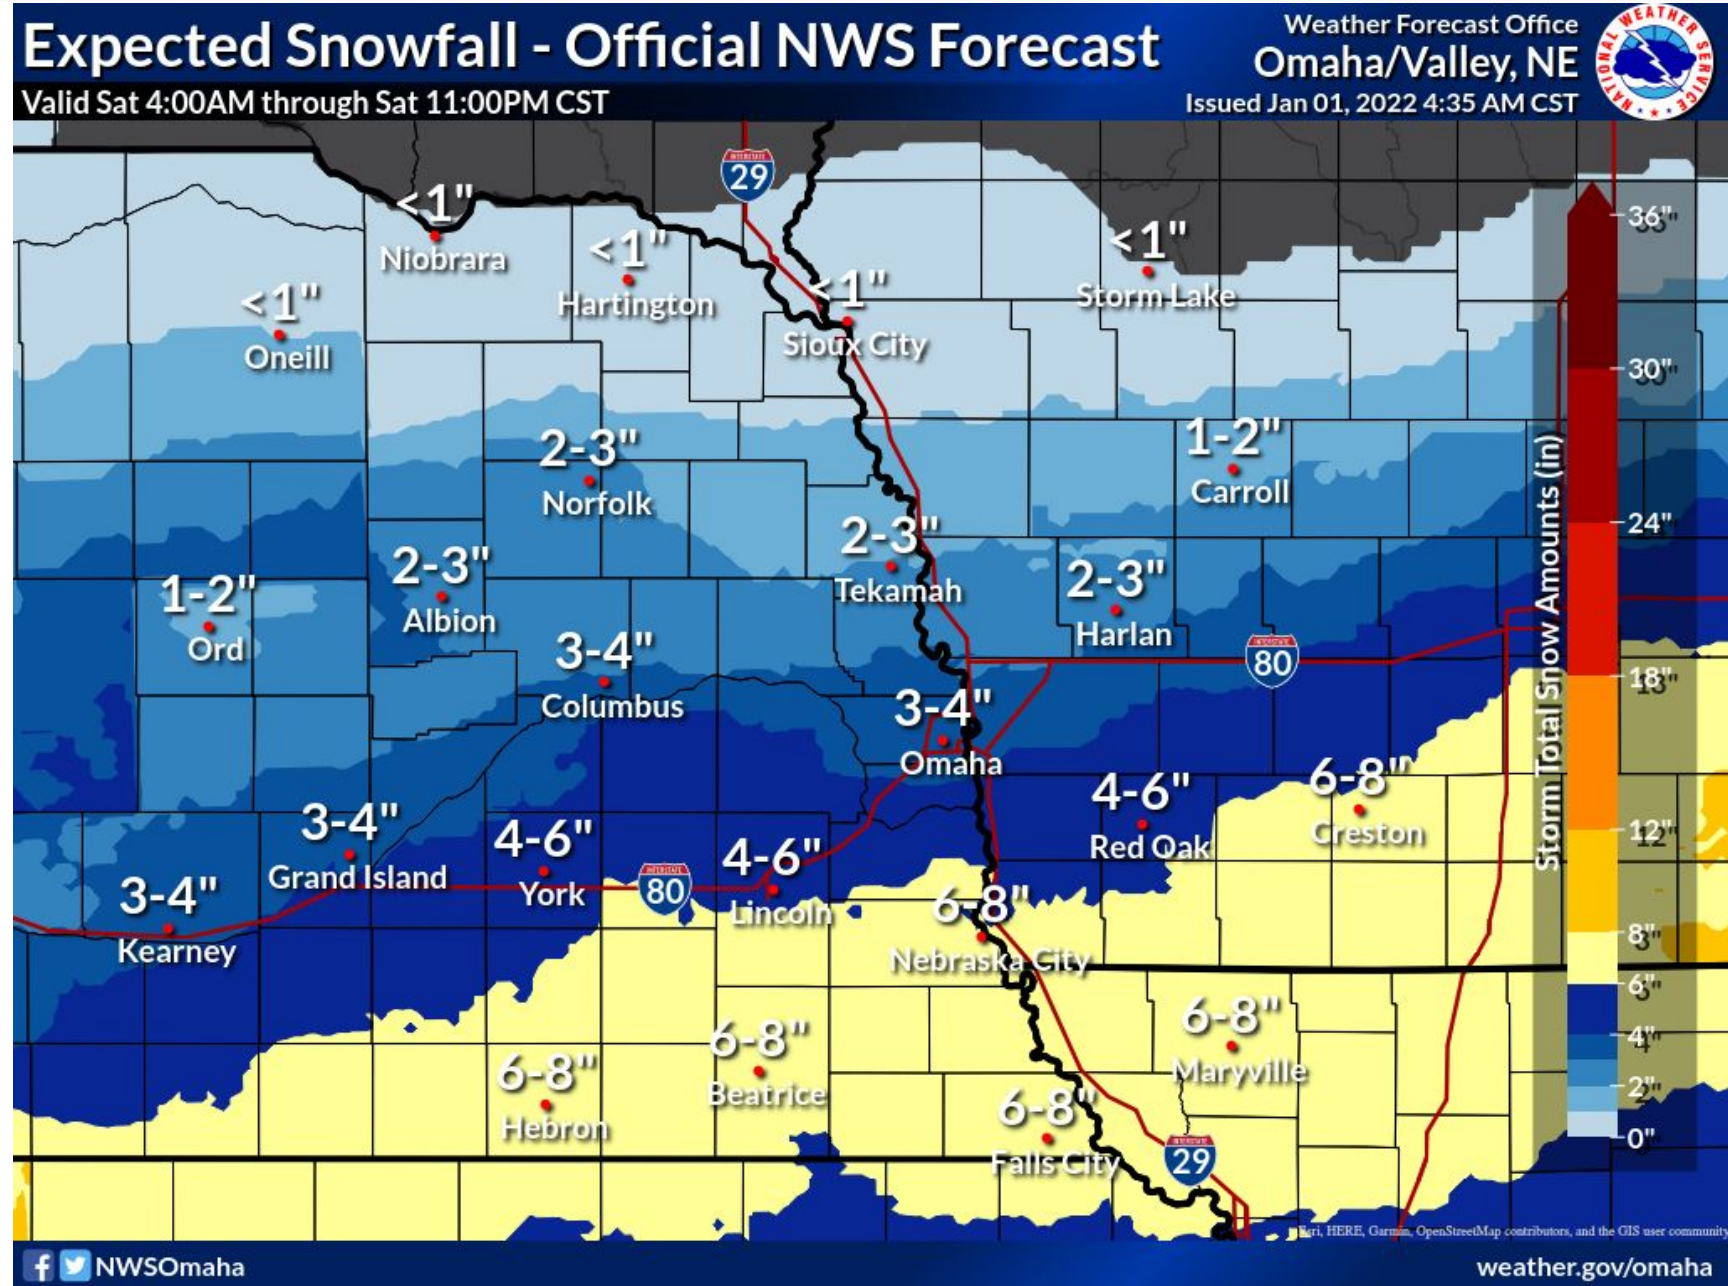 Expected Snowfall - Official NWS Forecast
Valid Sat 4:00AM through Sat 11:00PM CST
Weather Forecast Office
Omaha/Valley, NE
Issued Jan 01, 2022 4:35 AM CST
NATIONAL WEATHER SERVICE
INTERSTATE
29
<1"
Niobrara
<1"
Hartington
<1"
Storm Lake
<1"
Oneill
<1"
Sioux City
2-3"
Norfolk
1-2"
Carroll
2-3"
Tekamah
2-3"
Albion
2-3"
Harlan
1-2"
Ord
3-4"
Columbus
INTERSTATE
80
3-4"
Omaha
6-8"
Creston
4-6"
Red Oak
3-4"
Grand Island
4-6"
York
4-6"
Lincoln
INTERSTATE
80
3-4"
Kearney
6-8"
Nebraska City
6-8"
Maryville
6-8"
Beatrice
6-8"
Hebron
6-8"
Falls City
INTERSTATE
29
Storm Total Snow Amounts (in)
36"
30"
24"
18"
12"
8"
6"
4"
2"
0"
Esri, HERE, Garmin, OpenStreetMap contributors, and the GIS user community
NWSOmaha
weather.gov/omaha